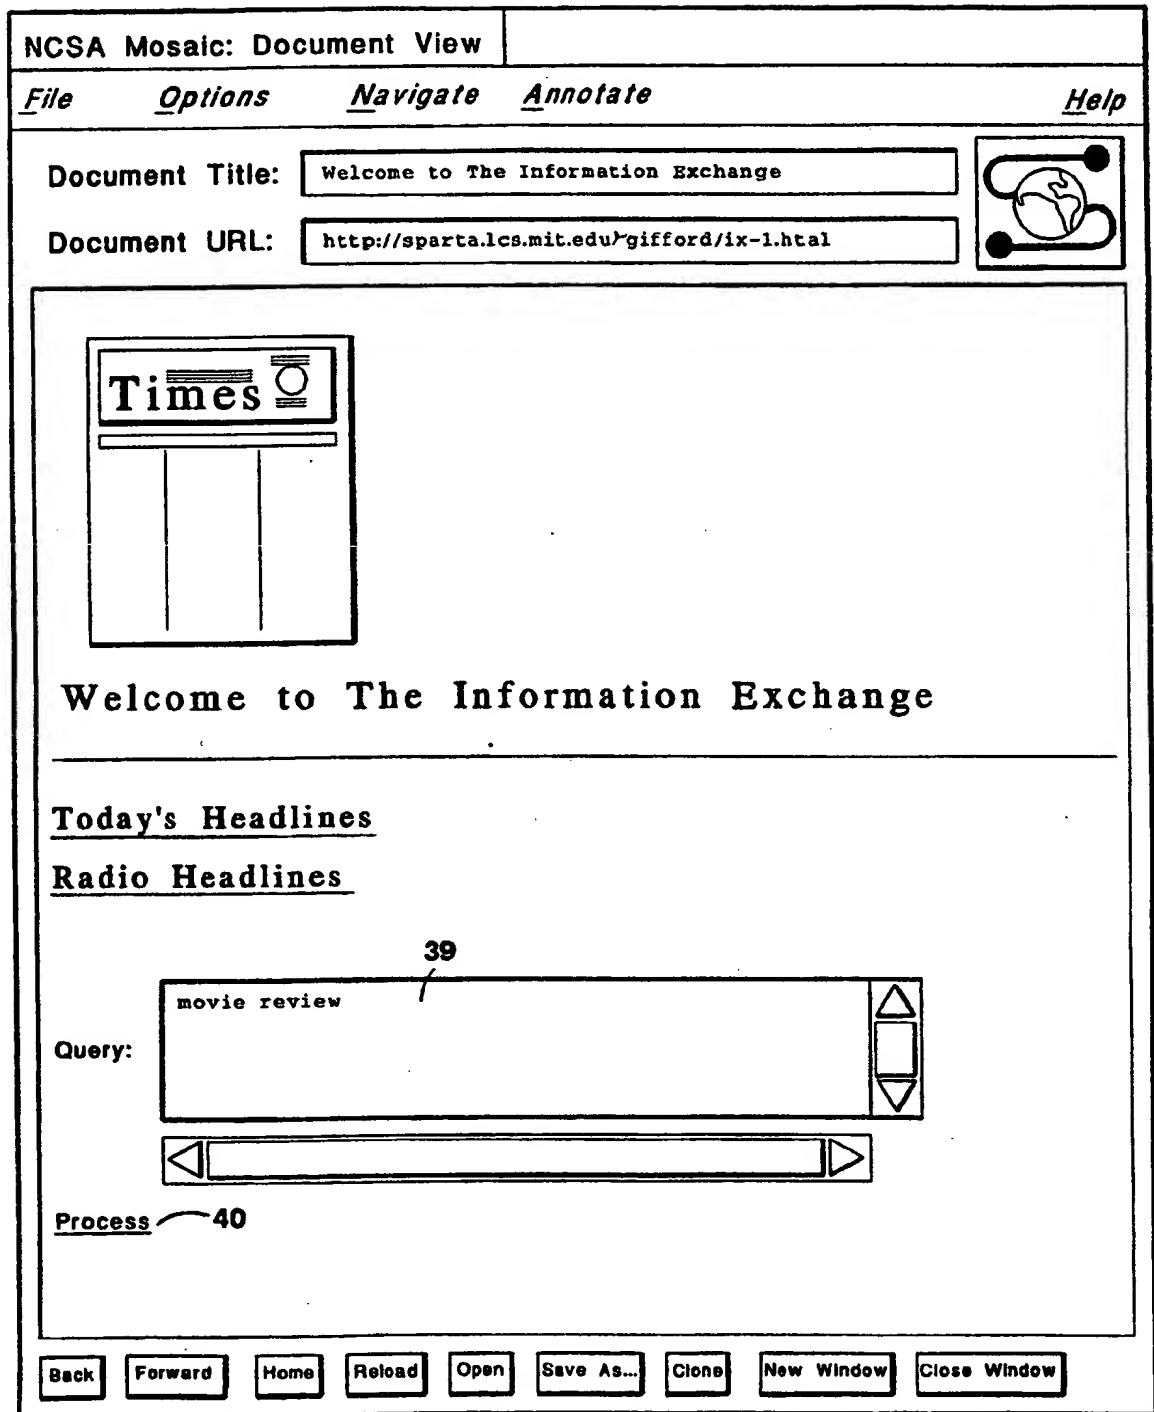 NCSA Mosaic: Document View
File Options Navigate Annotate Help
Document Title: Welcome to The Information Exchange
Document URL: http://sparta.lcs.mit.edu/~gifford/ix-1.htal
Times
Welcome to The Information Exchange
Today's Headlines
Radio Headlines
39
movie review
Query:
Process 40
Back Forward Home Reload Open Save As... Clone New Window Close Window